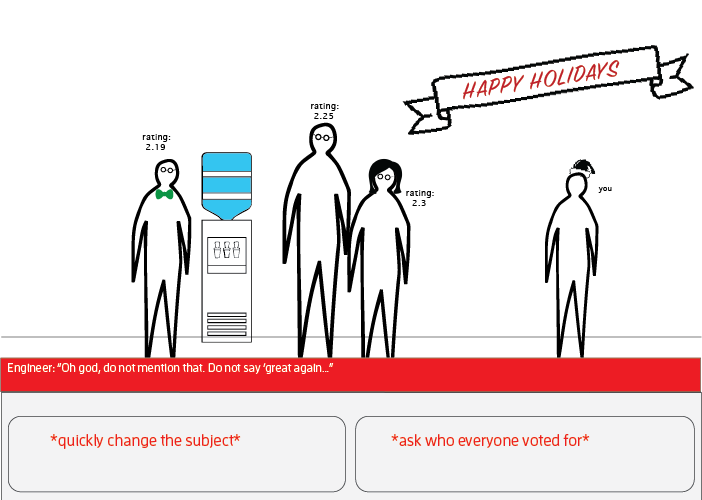 HAPPY HOLIDAYS
rating:
2.25
rating:
2.19
rating:
2.3
you
Engineer: "Oh god, do not mention that. Do not say 'great again..."
*quickly change the subject*
*ask who everyone voted for*